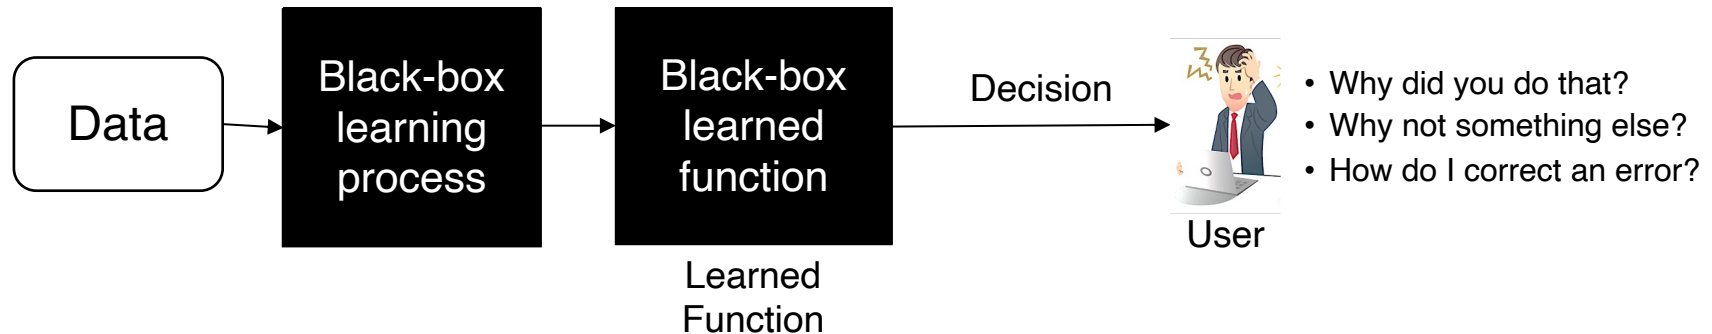 Data
Black-box
learning
process
Black-box
learned
function
Learned
Function
Decision
User
• Why did you do that?
• Why not something else?
• How do I correct an error?